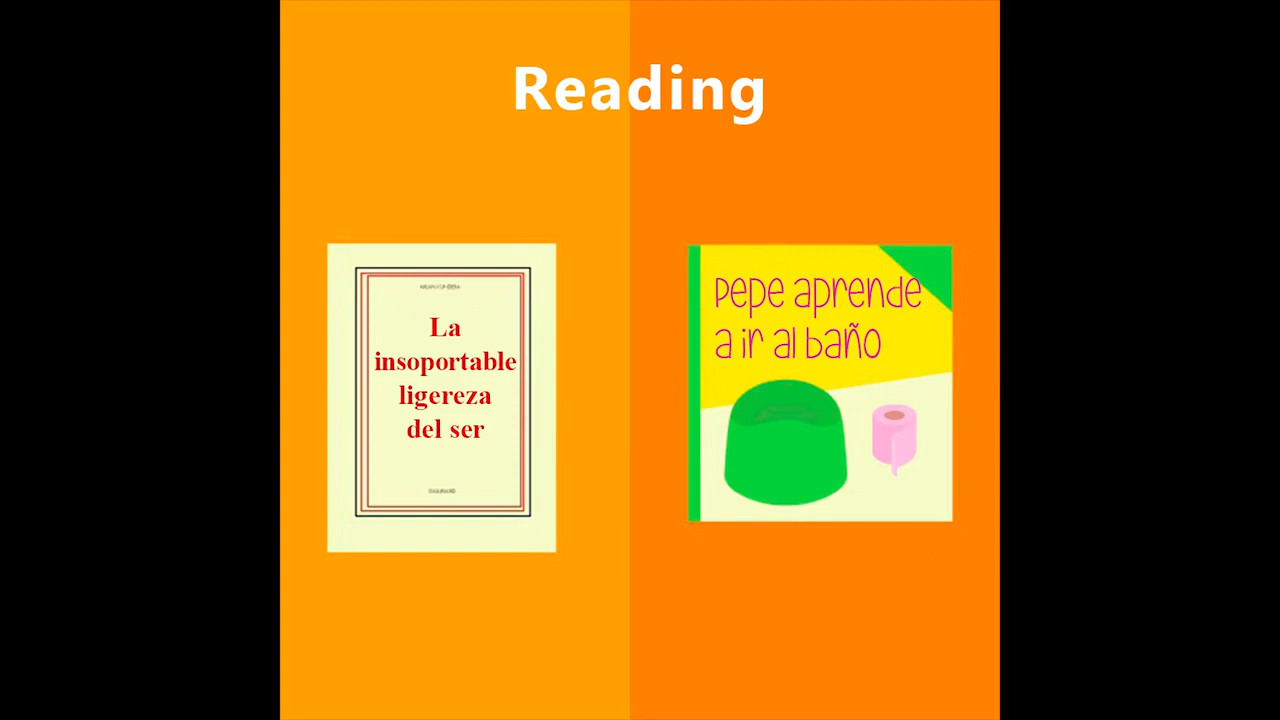 Reading
La
insoportable
ligereza
del ser
pepe aprende
a ir al baño